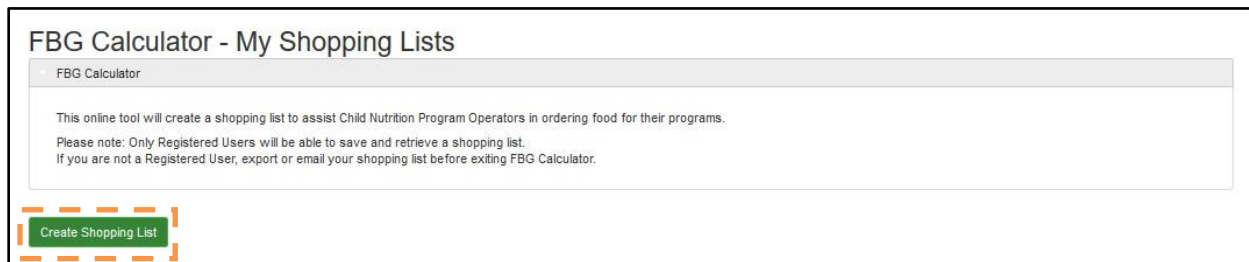 FBG Calculator - My Shopping Lists
FBG Calculator
This online tool will create a shopping list to assist Child Nutrition Program Operators in ordering food for their programs.
Please note: Only Registered Users will be able to save and retrieve a shopping list.
If you are not a Registered User, export or email your shopping list before exiting FBG Calculator.
Create Shopping List